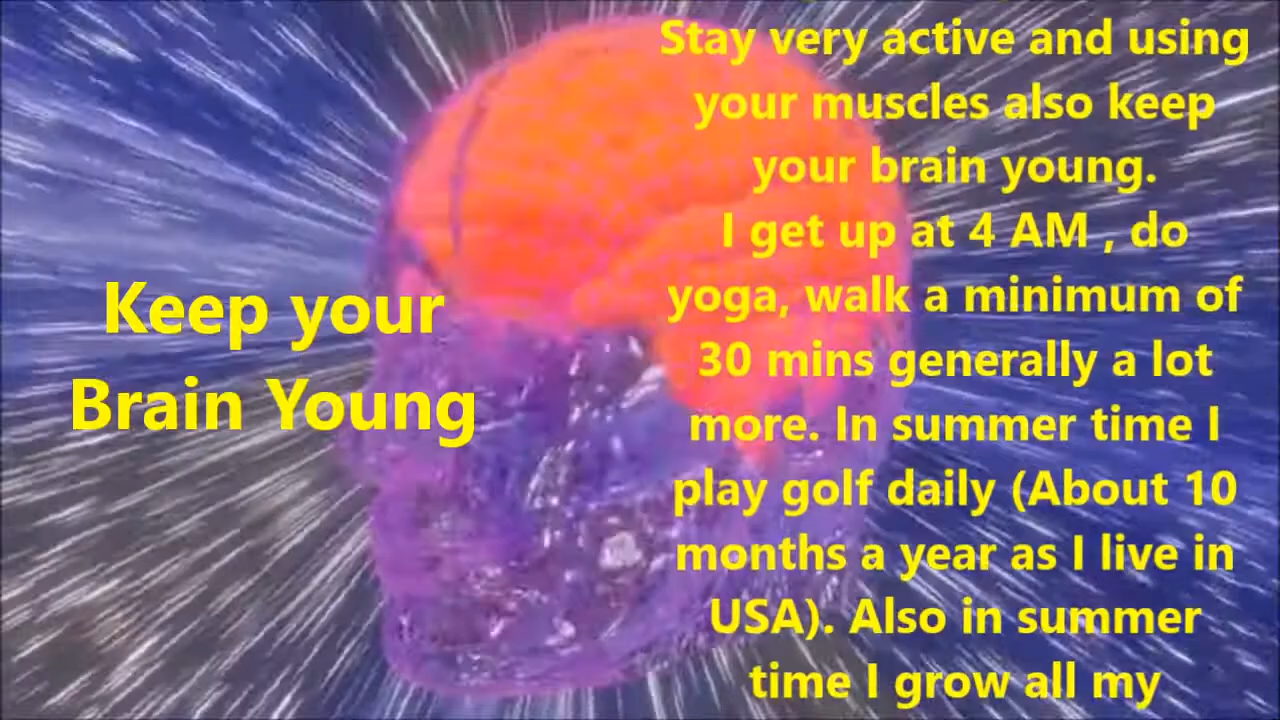 Keep your
Brain Young
Stay very active and using
your muscles also keep
your brain young.
I get up at 4 AM , do
yoga, walk a minimum of
30 mins generally a lot
more. In summer time I
play golf daily (About 10
months a year as I live in
USA). Also in summer
time I grow all my